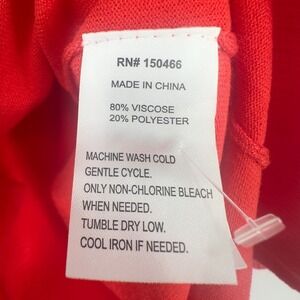 RN# 150466
MADE IN CHINA
80% VISCOSE
20% POLYESTER
MACHINE WASH COLD
GENTLE CYCLE.
ONLY NON-CHLORINE BLEACH
WHEN NEEDED.
TUMBLE DRY LOW.
COOL IRON IF NEEDED.